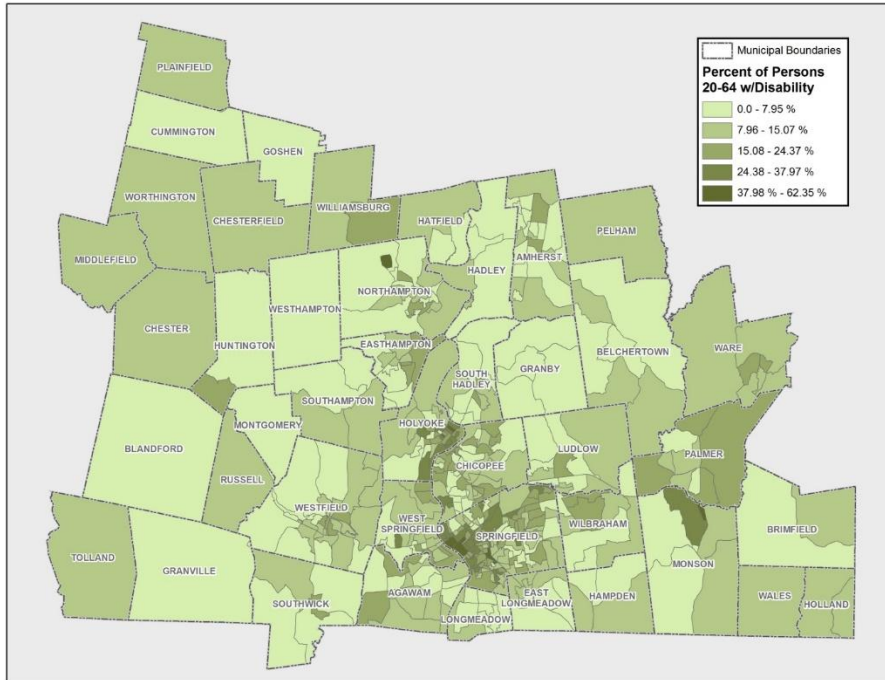 Municipal Boundaries
Percent of Persons
20-64 w/Disability
0.0 - 7.95 %
7.96 - 15.07 %
15.08 - 24.37 %
24.38 - 37.97 %
37.98 % - 62.35 %
PLAINFIELD
CUMMINGTON
GOSHEN
WORTHINGTON
CHESTERFIELD
WILLIAMSBURG
HATFIELD
PELHAM
AMHERST
MIDDLEFIELD
HADLEY
NORTHAMPTON
CHESTER
WESTHAMPTON
HUNTINGTON
EASTHAMPTON
WARE
BELCHERTOWN
SOUTH
HADLEY
GRANBY
SOUTHAMPTON
HOLYOKE
MONTGOMERY
BLANDFORD
LUDLOW
PALMER
CHICOPEE
RUSSELL
WESTFIELD
WEST
SPRINGFIELD
SPRINGFIELD
WILBRAHAM
BRIMFIELD
TOLLAND
MONSON
GRANVILLE
AGAWAM
EAST
LONGMEADOW
HAMPDEN
WALES
HOLLAND
SOUTHWICK
LONGMEADOW